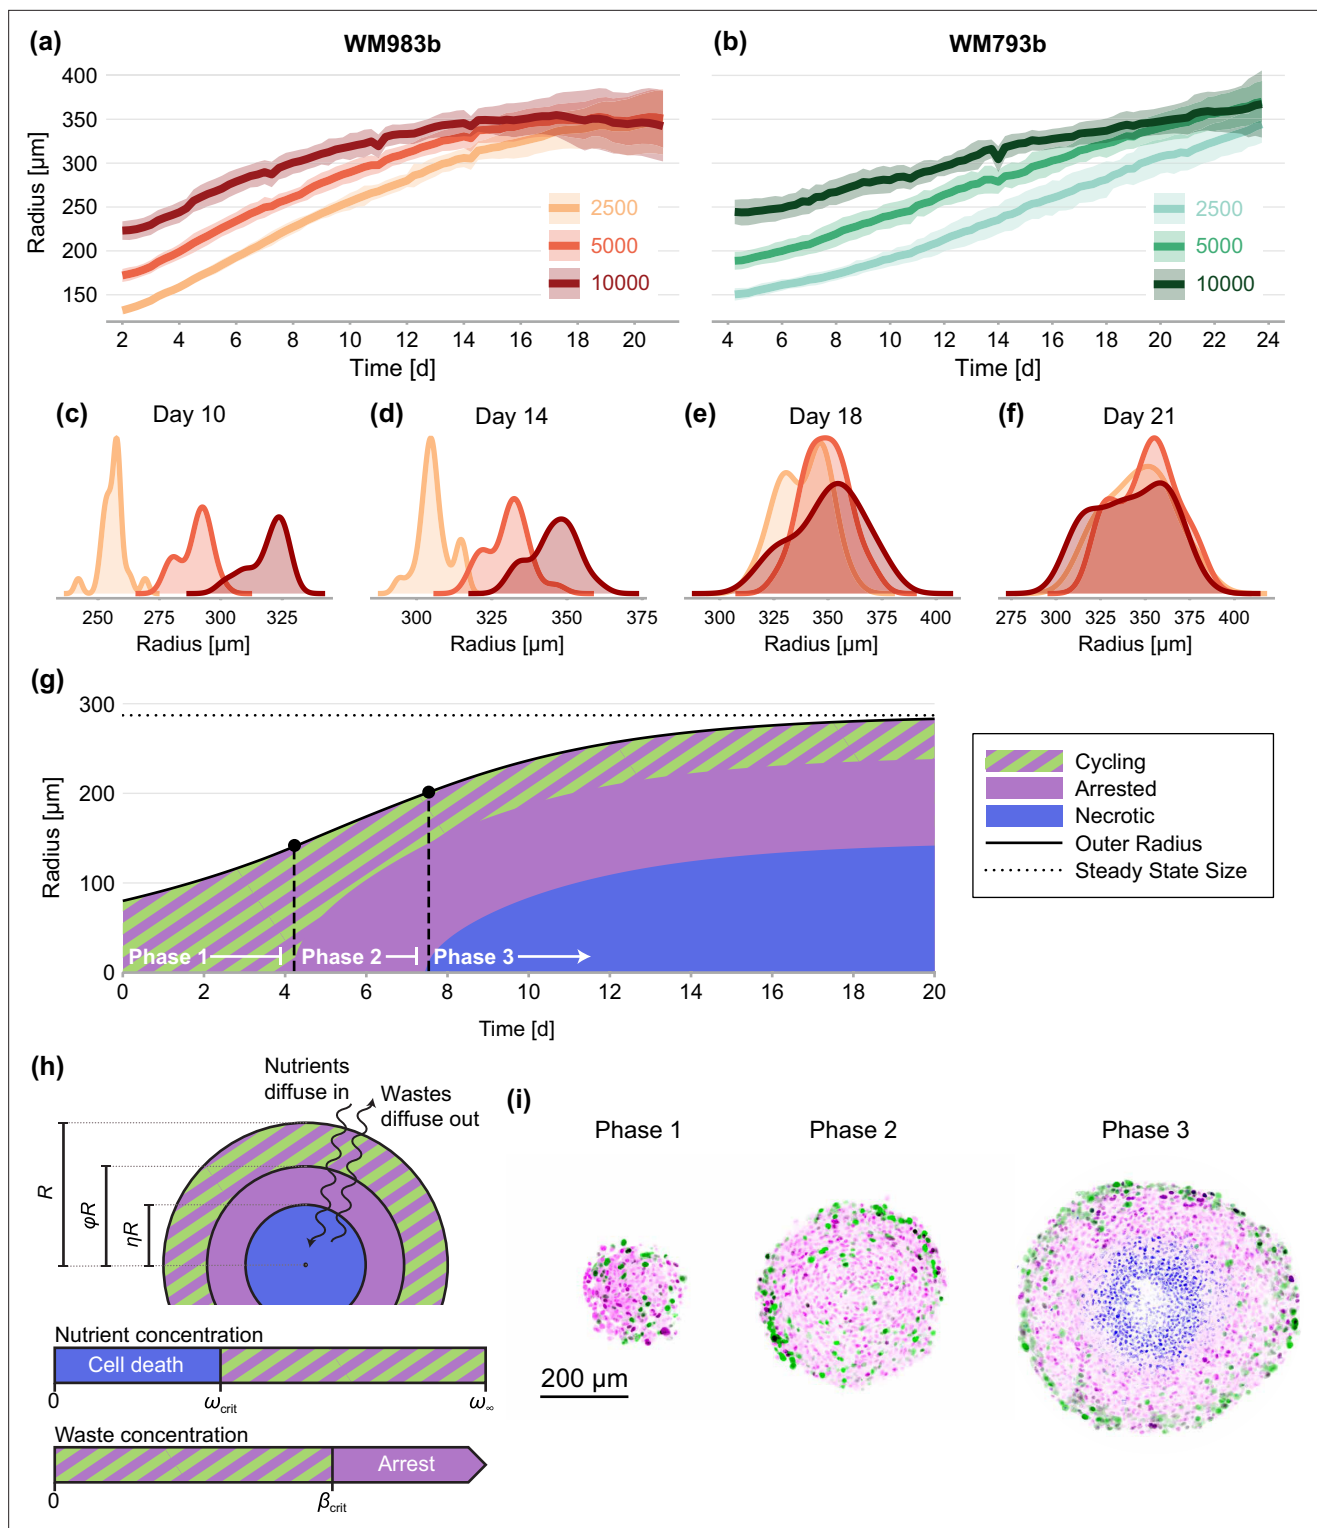 (a)
WM983b
(b)
WM793b
400
350
300
250
200
150
Radius [µm]
2500
5000
10000
2500
5000
10000
2 4 6 8 10 12 14 16 18 20
4 6 8 10 12 14 16 18 20 22 24
Time [d]
Time [d]
(c)
Day 10
(d)
Day 14
(e)
Day 18
(f)
Day 21
250 275 300 325
300 325 350 375
300 325 350 375 400
275 300 325 350 375 400
Radius [µm]
Radius [µm]
Radius [µm]
Radius [µm]
(g)
300
200
100
0
Radius [µm]
Phase 1
Phase 2
Phase 3
0 2 4 6 8 10 12 14 16 18 20
Time [d]
Cycling
Arrested
Necrotic
Outer Radius
Steady State Size
(h)
Nutrients
diffuse in
Wastes
diffuse out
R
φR
ηR
Nutrient concentration
Cell death
0
ωcrit
ω∞
Waste concentration
Arrest
0
βcrit
(i)
Phase 1
Phase 2
Phase 3
200 µm